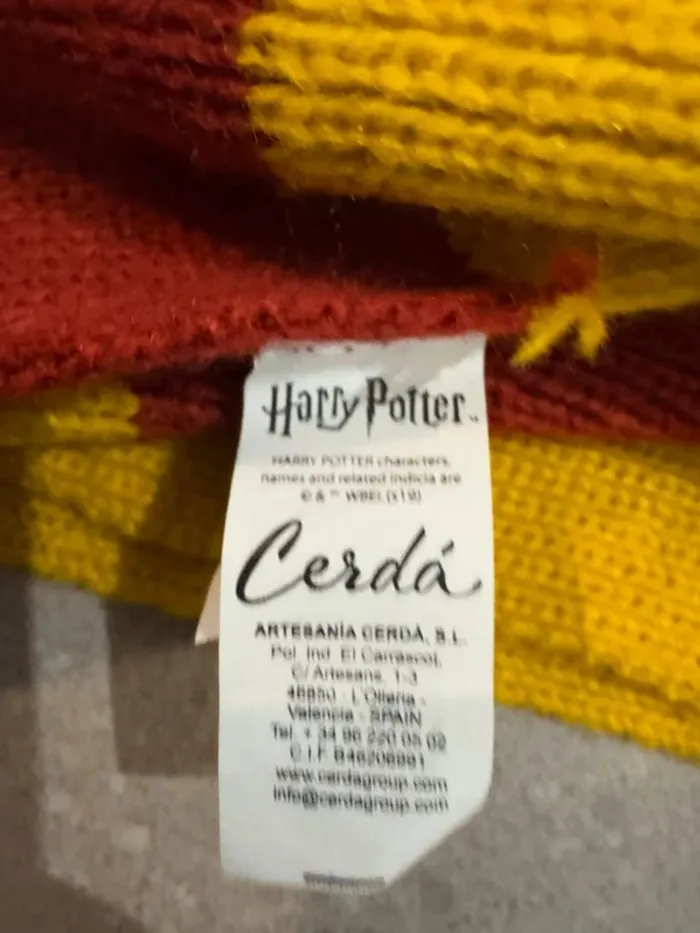 Harry Potter™
HARRY POTTER characters,
names and related indicia are
© & ™ WBEI. (s19)
Cerdá
ARTESANÍA CERDÁ, S.L.
Pol. Ind. El Carrascot,
C/ Artesans, 1-3
46850 - L'Olleria -
Valencia - SPAIN
Tel. + 34 96 220 05 02
C.I.F.
www.cerdagroup.com
info@cerdagroup.com